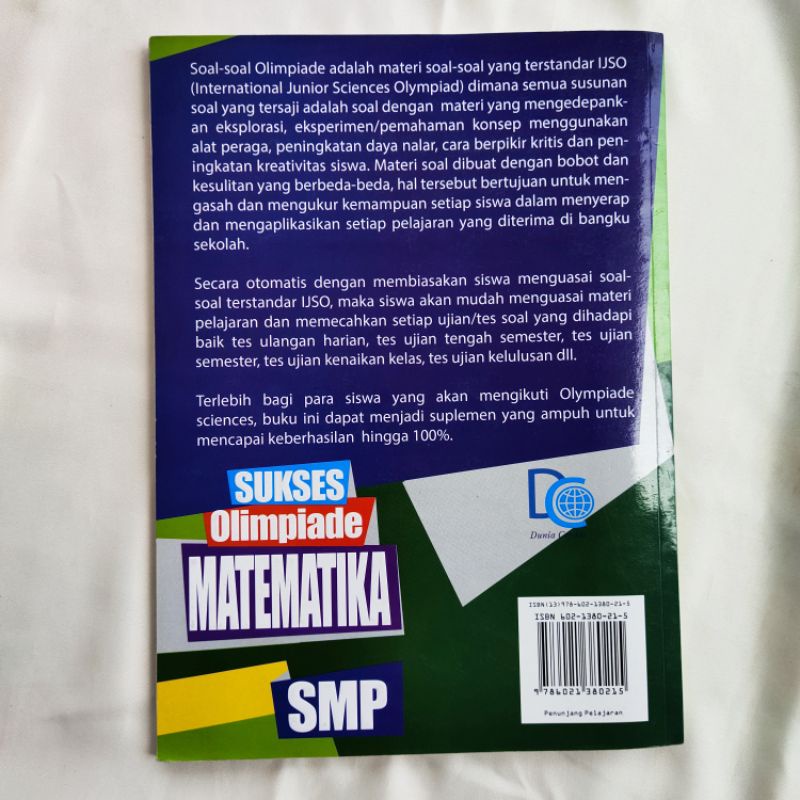 Soal-soal Olimpiade adalah materi soal-soal yang terstandar IJSO
(International Junior Sciences Olympiad) dimana semua susunan
soal yang tersaji adalah soal dengan materi yang mengedepank-
an eksplorasi, eksperimen/pemahaman konsep menggunakan
alat peraga, peningkatan daya nalar, cara berpikir kritis dan pen-
ingkatan kreativitas siswa. Materi soal dibuat dengan bobot dan
kesulitan yang berbeda-beda, hal tersebut bertujuan untuk men-
gasah dan mengukur kemampuan setiap siswa dalam menyerap
dan mengaplikasikan setiap pelajaran yang diterima di bangku
sekolah.
Secara otomatis dengan membiasakan siswa menguasai soal-
soal terstandar IJSO, maka siswa akan mudah menguasai materi
pelajaran dan memecahkan setiap ujian/tes soal yang dihadapi
baik tes ulangan harian, tes ujian tengah semester, tes ujian
semester, tes ujian kenaikan kelas, tes ujian kelulusan dll.
Terlebih bagi para siswa yang akan mengikuti Olympiade
sciences, buku ini dapat menjadi suplemen yang ampuh untuk
mencapai keberhasilan hingga 100%.
SUKSES
Olimpiade
MATEMATIKA
SMP
DC
Dunia
ISBN(13)978-602-1380-21-5
ISBN 602-1380-21-5
9 786021 380215
Penunjang Pelajaran